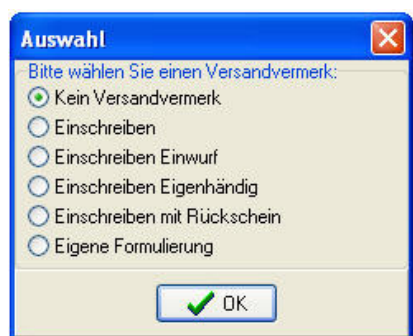 Auswahl
Bitte wählen Sie einen Versandvermerk:
Kein Versandvermerk
Einschreiben
Einschreiben Einwurf
Einschreiben Eigenhändig
Einschreiben mit Rückschein
Eigene Formulierung
OK